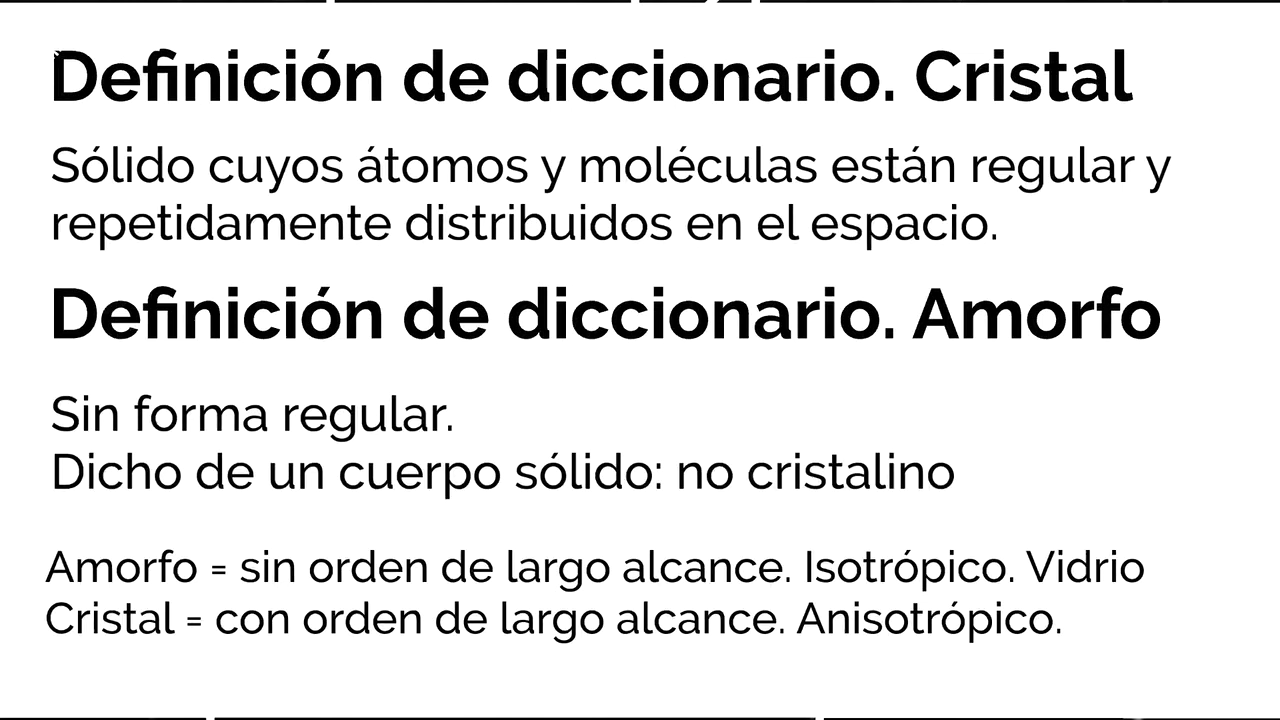 Definición de diccionario. Cristal
Sólido cuyos átomos y moléculas están regular y
repetidamente distribuidos en el espacio.
Definición de diccionario. Amorfo
Sin forma regular.
Dicho de un cuerpo sólido: no cristalino
Amorfo = sin orden de largo alcance. Isotrópico. Vidrio
Cristal = con orden de largo alcance. Anisotrópico.